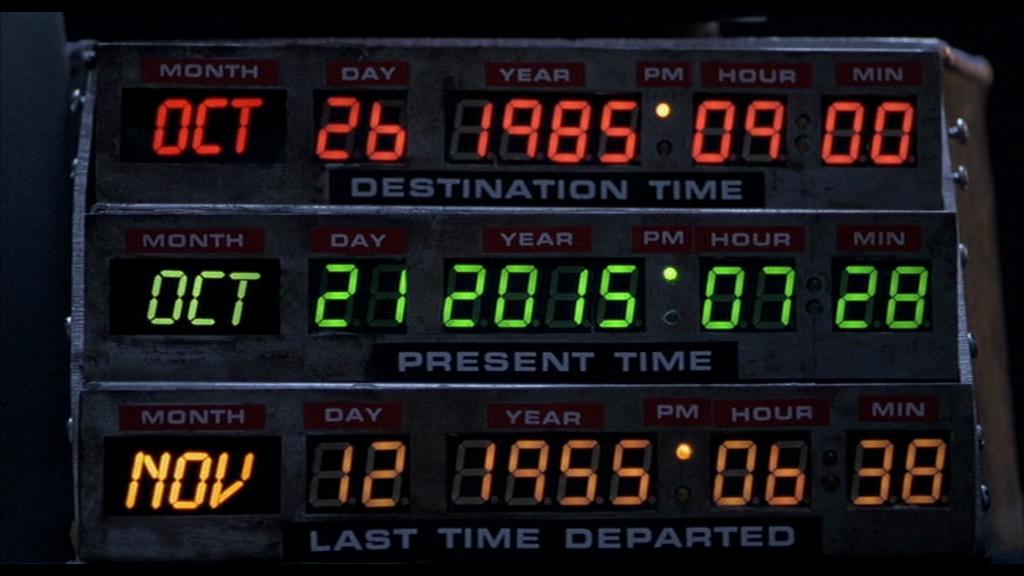 MONTH DAY YEAR PM HOUR MIN
OCT 26 1985 09 00
DESTINATION TIME
MONTH DAY YEAR PM HOUR MIN
OCT 21 2015 07 28
PRESENT TIME
MONTH DAY YEAR PM HOUR MIN
NOV 12 1955 06 38
LAST TIME DEPARTED